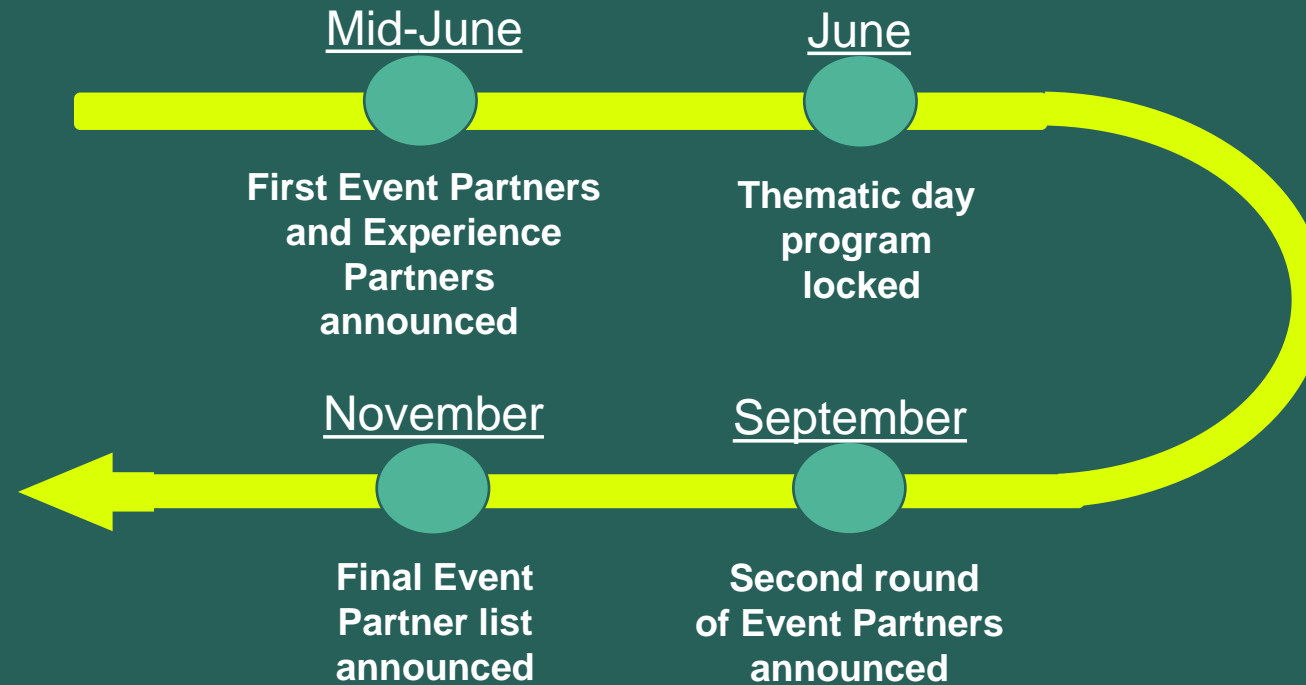 Mid-June
First Event Partners
and Experience
Partners
announced
June
Thematic day
program
locked
September
Second round
of Event Partners
announced
November
Final Event
Partner list
announced